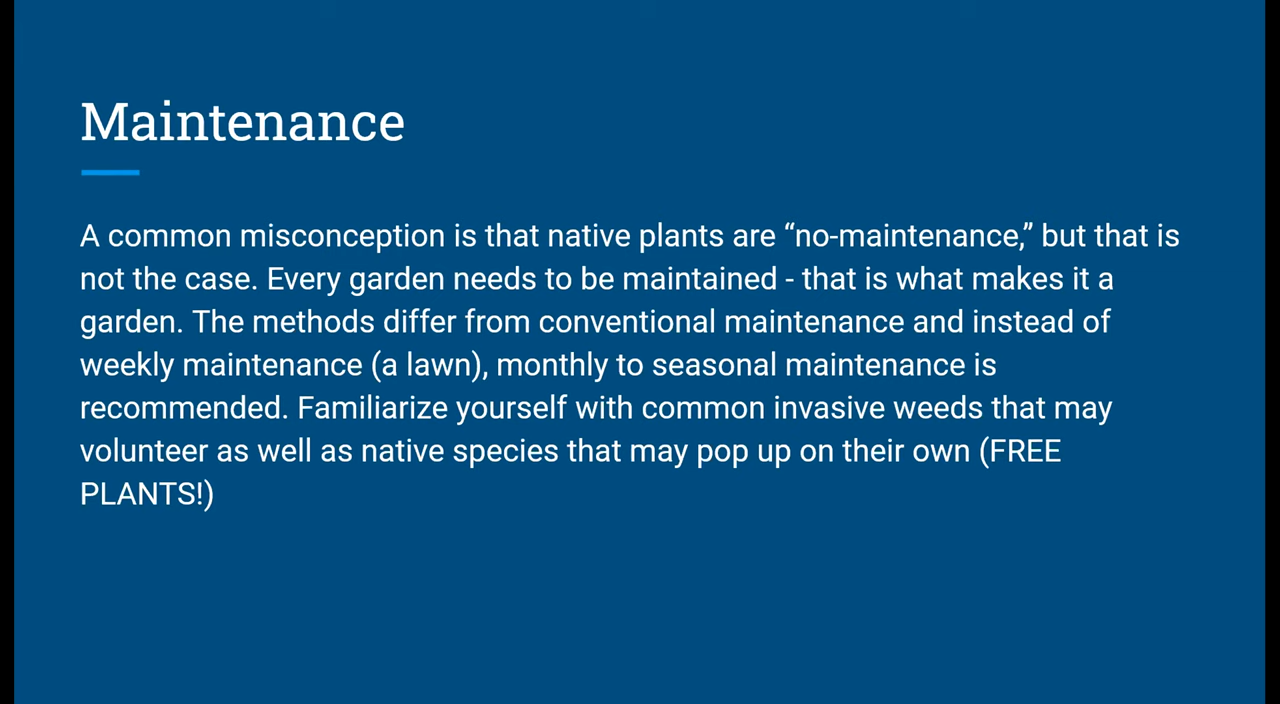 Maintenance
A common misconception is that native plants are “no-maintenance,” but that is
not the case. Every garden needs to be maintained - that is what makes it a
garden. The methods differ from conventional maintenance and instead of
weekly maintenance (a lawn), monthly to seasonal maintenance is
recommended. Familiarize yourself with common invasive weeds that may
volunteer as well as native species that may pop up on their own (FREE
PLANTS!)